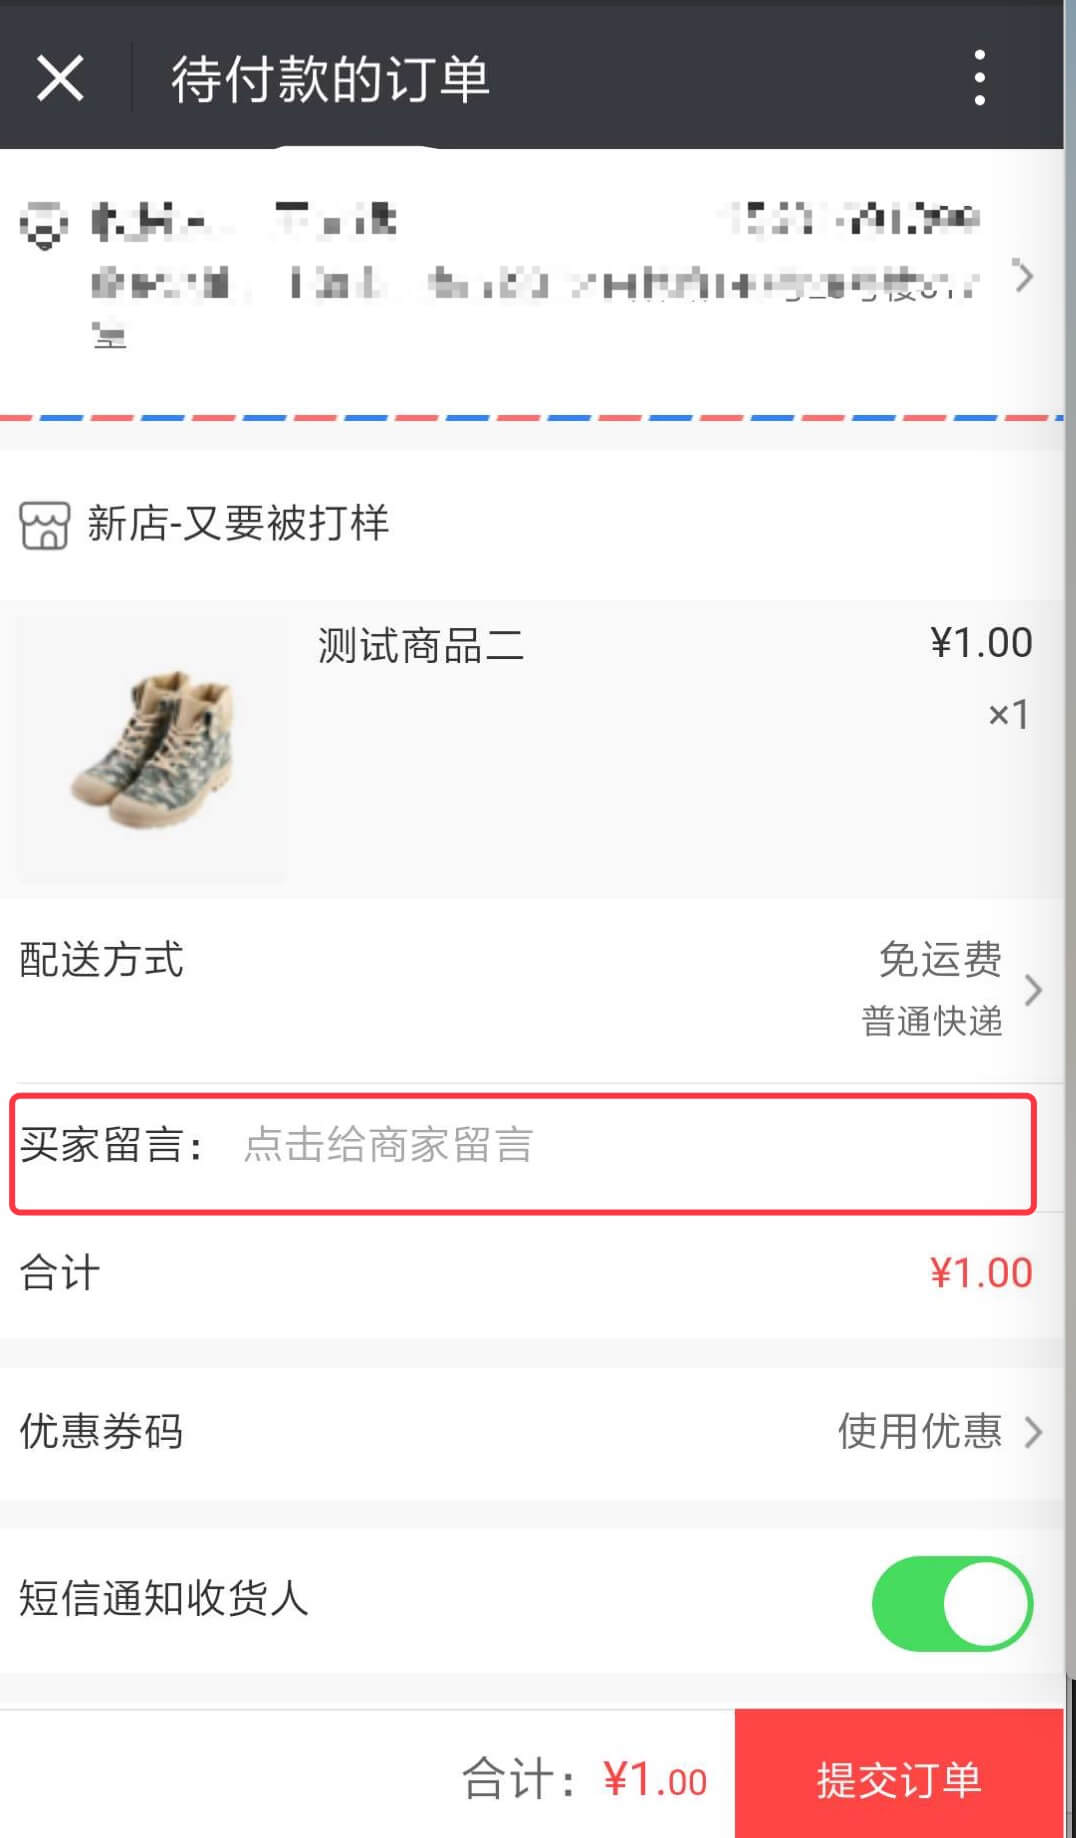 待付款的订单
新店-又要被打样
测试商品二
¥1.00
×1
配送方式
免运费
普通快递
买家留言： 点击给商家留言
合计
¥1.00
优惠券码
使用优惠
短信通知收货人
合计：¥1.00
提交订单